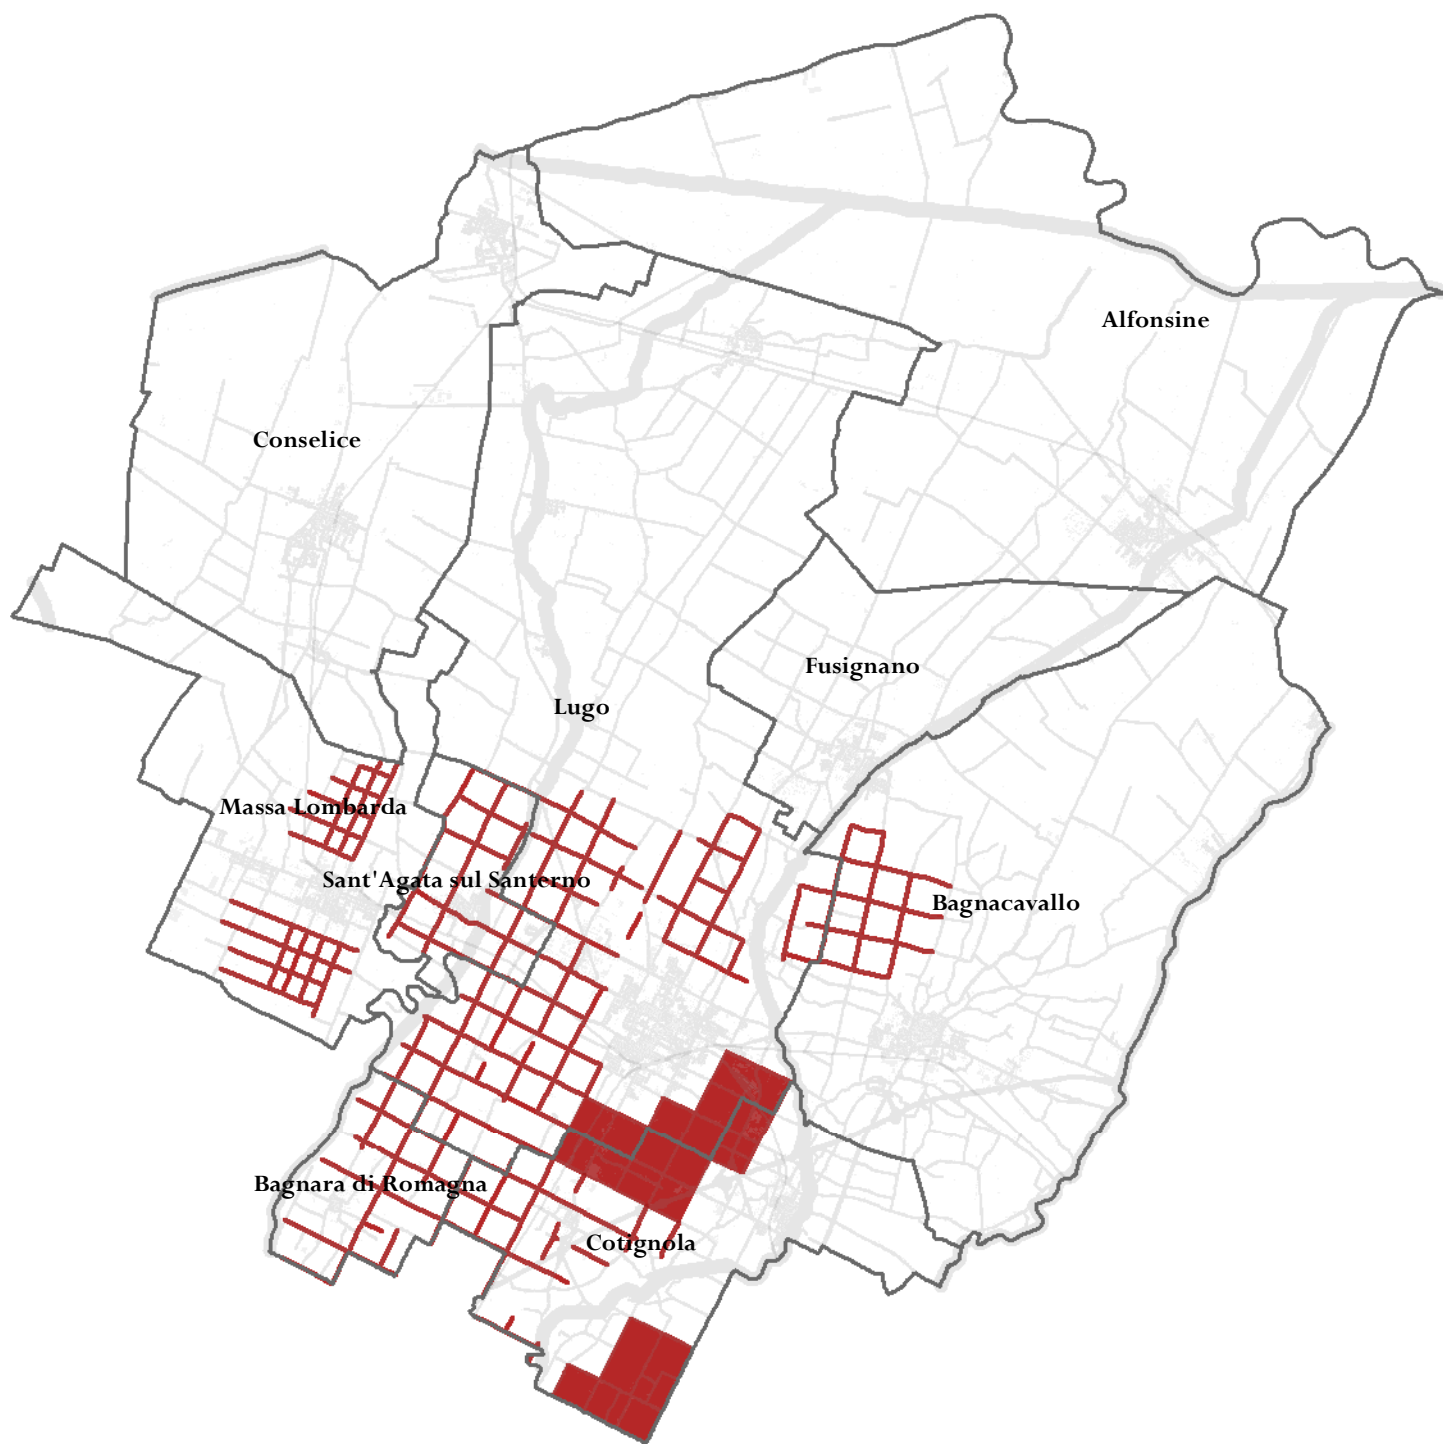 Alfonsine
Conselice
Fusignano
Lugo
Massa Lombarda
Sant'Agata sul Santerno
Bagnacavallo
Bagnara di Romagna
Cotignola